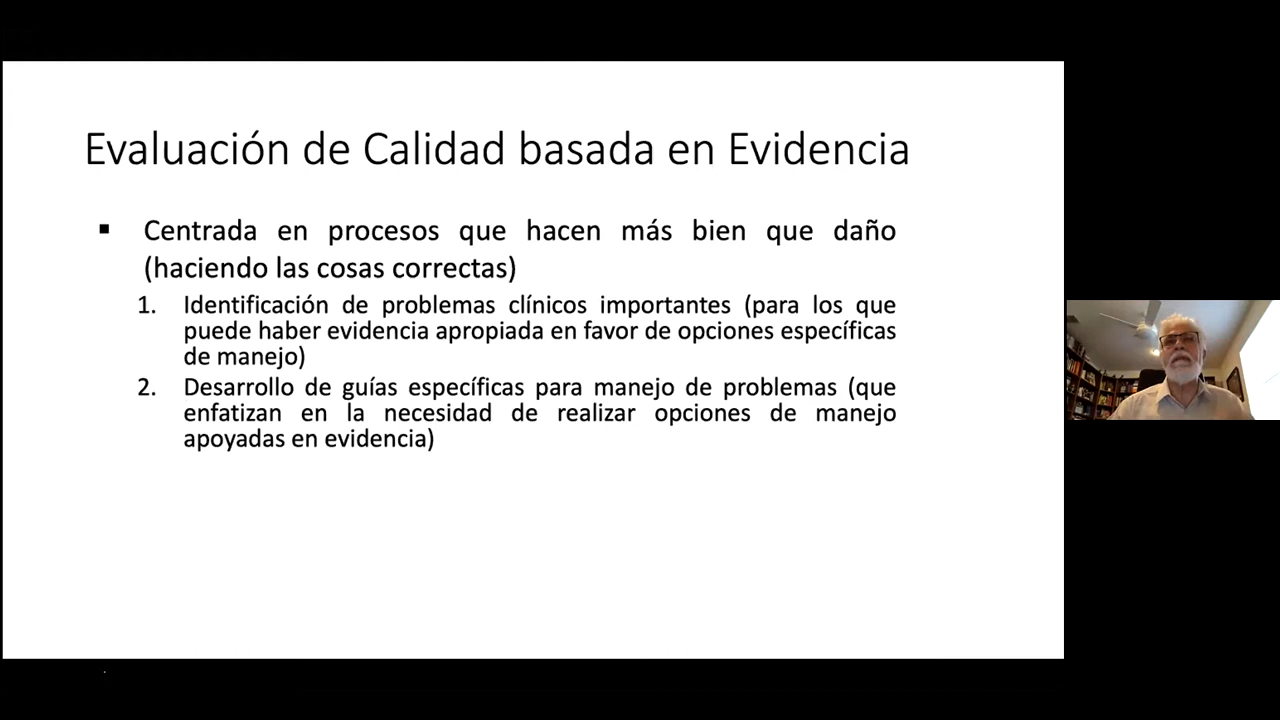 Evaluación de Calidad basada en Evidencia
▪ Centrada en procesos que hacen más bien que daño
(haciendo las cosas correctas)
1. Identificación de problemas clínicos importantes (para los que
puede haber evidencia apropiada en favor de opciones específicas
de manejo)
2. Desarrollo de guías específicas para manejo de problemas (que
enfatizan en la necesidad de realizar opciones de manejo
apoyadas en evidencia)